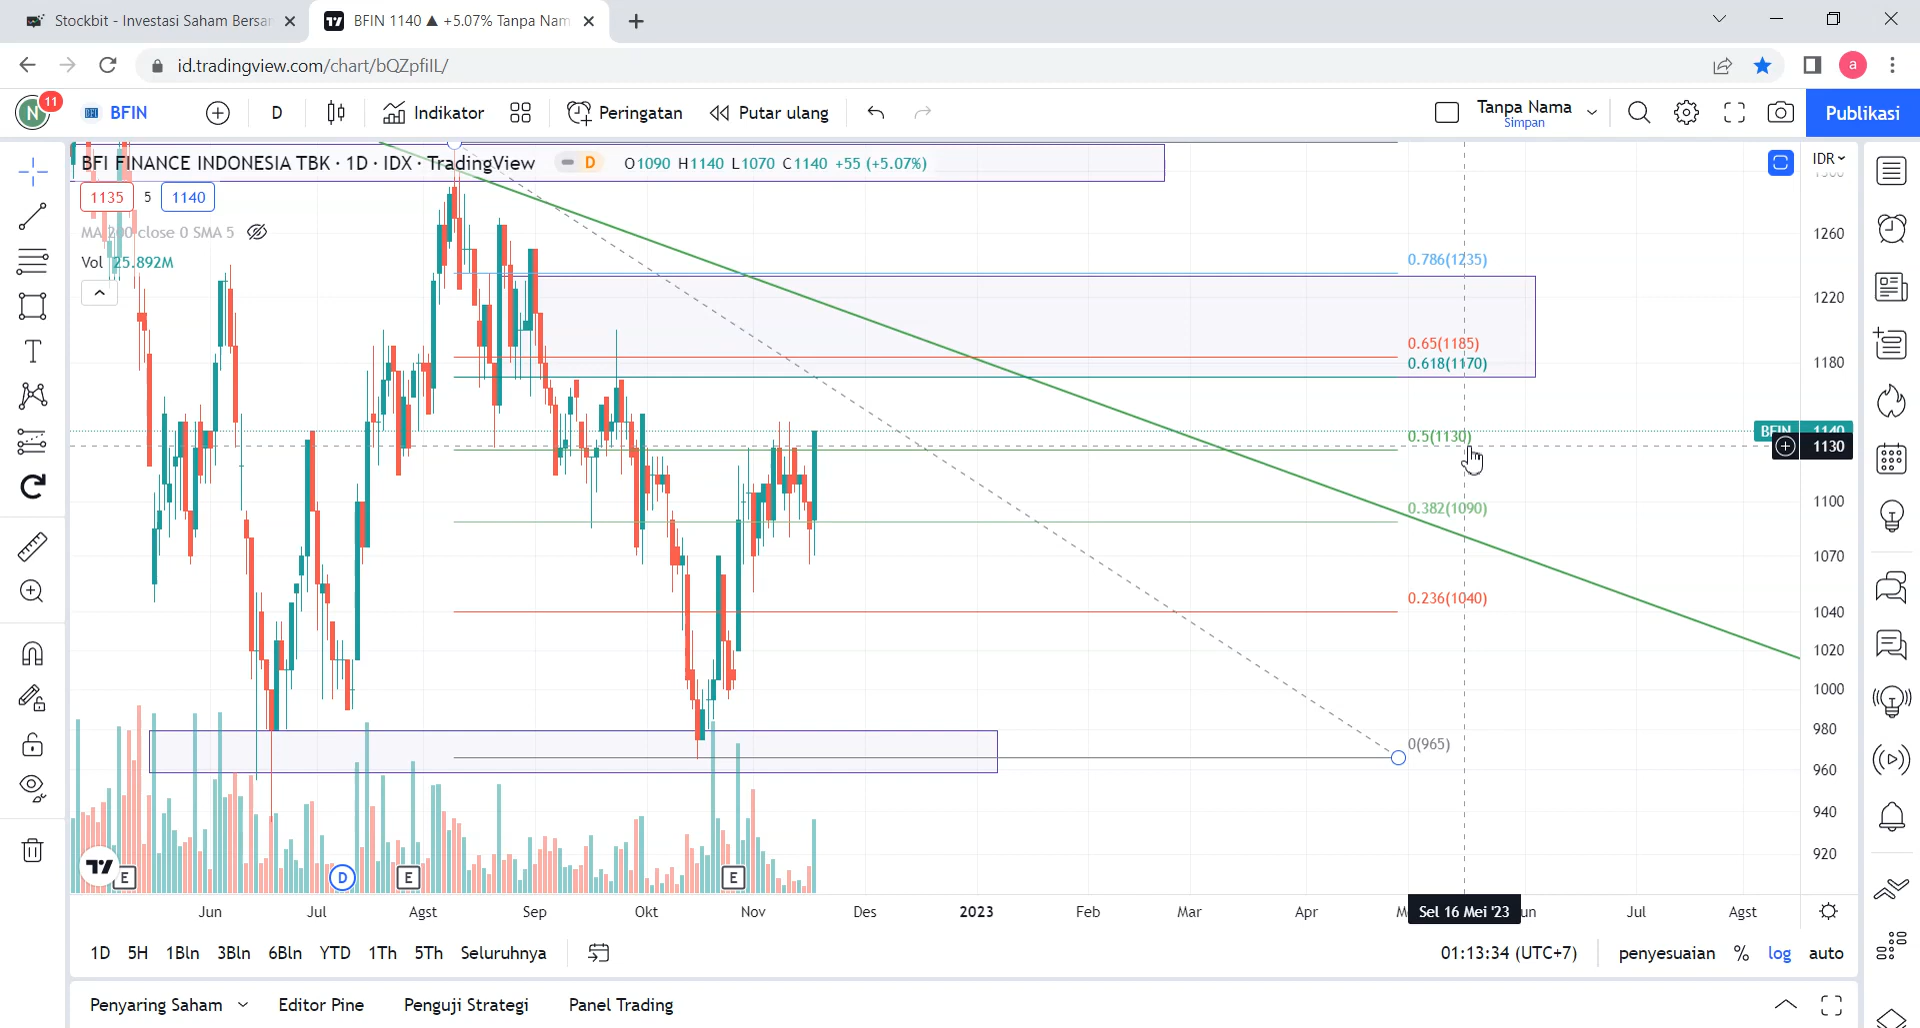 Stockbit - Investasi Saham Bersar
BFIN 1140 ▲ +5.07% Tanpa Nam
id.tradingview.com/chart/bQZpfiIL/
a
N
11
BFIN
D
Indikator
Peringatan
Putar ulang
Tanpa Nama
Simpan
Publikasi
BFI FINANCE INDONESIA TBK · 1D · IDX · TradingView
D
O1090 H1140 L1070 C1140 +55 (+5.07%)
IDR
1300
1135
5
1140
MA 200 close 0 SMA 5
Vol 25.892M
1260
0.786(1235)
1220
0.65(1185)
0.618(1170)
1180
BFIN 1140
0.5(1130)
1130
1100
0.382(1090)
1070
0.236(1040)
1040
1020
1000
0(965)
980
960
940
920
E
D
E
E
Jun
Jul
Agst
Sep
Okt
Nov
Des
2023
Feb
Mar
Apr
Sel 16 Mei '23
Jul
Agst
1D
5H
1Bln
3Bln
6Bln
YTD
1Th
5Th
Seluruhnya
01:13:34 (UTC+7)
penyesuaian
%
log
auto
Penyaring Saham
Editor Pine
Penguji Strategi
Panel Trading